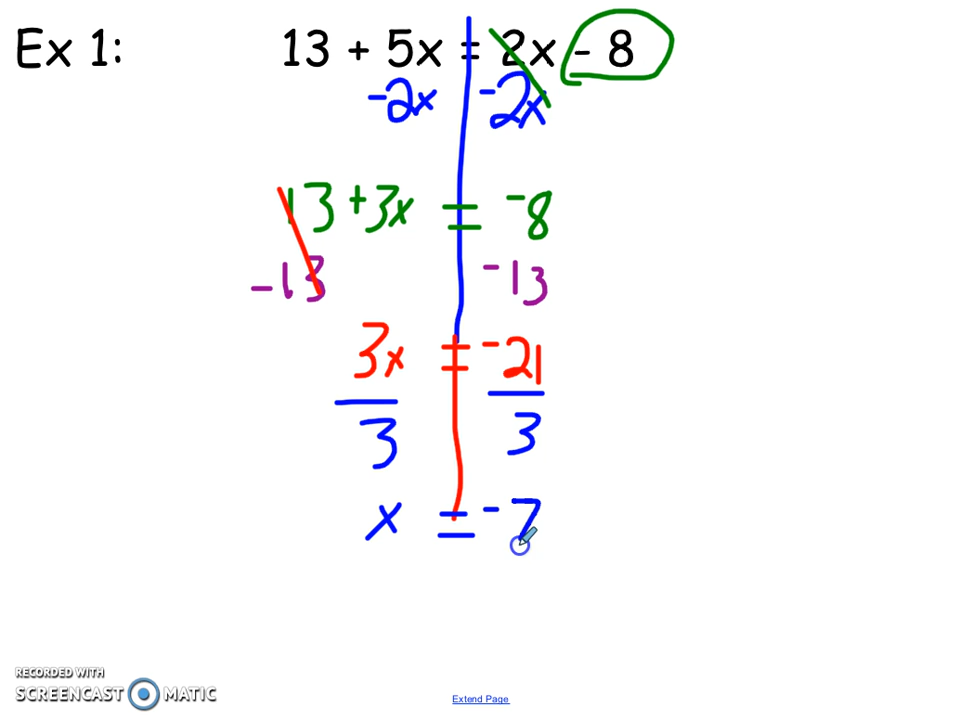 Ex 1: 13 + 5x = 2x - 8
-2x -2x
13 +3x = -8
-13 -13
3x = -21
3 3
x = -7
RECORDED WITH
SCREENCAST MATIC
Extend Page